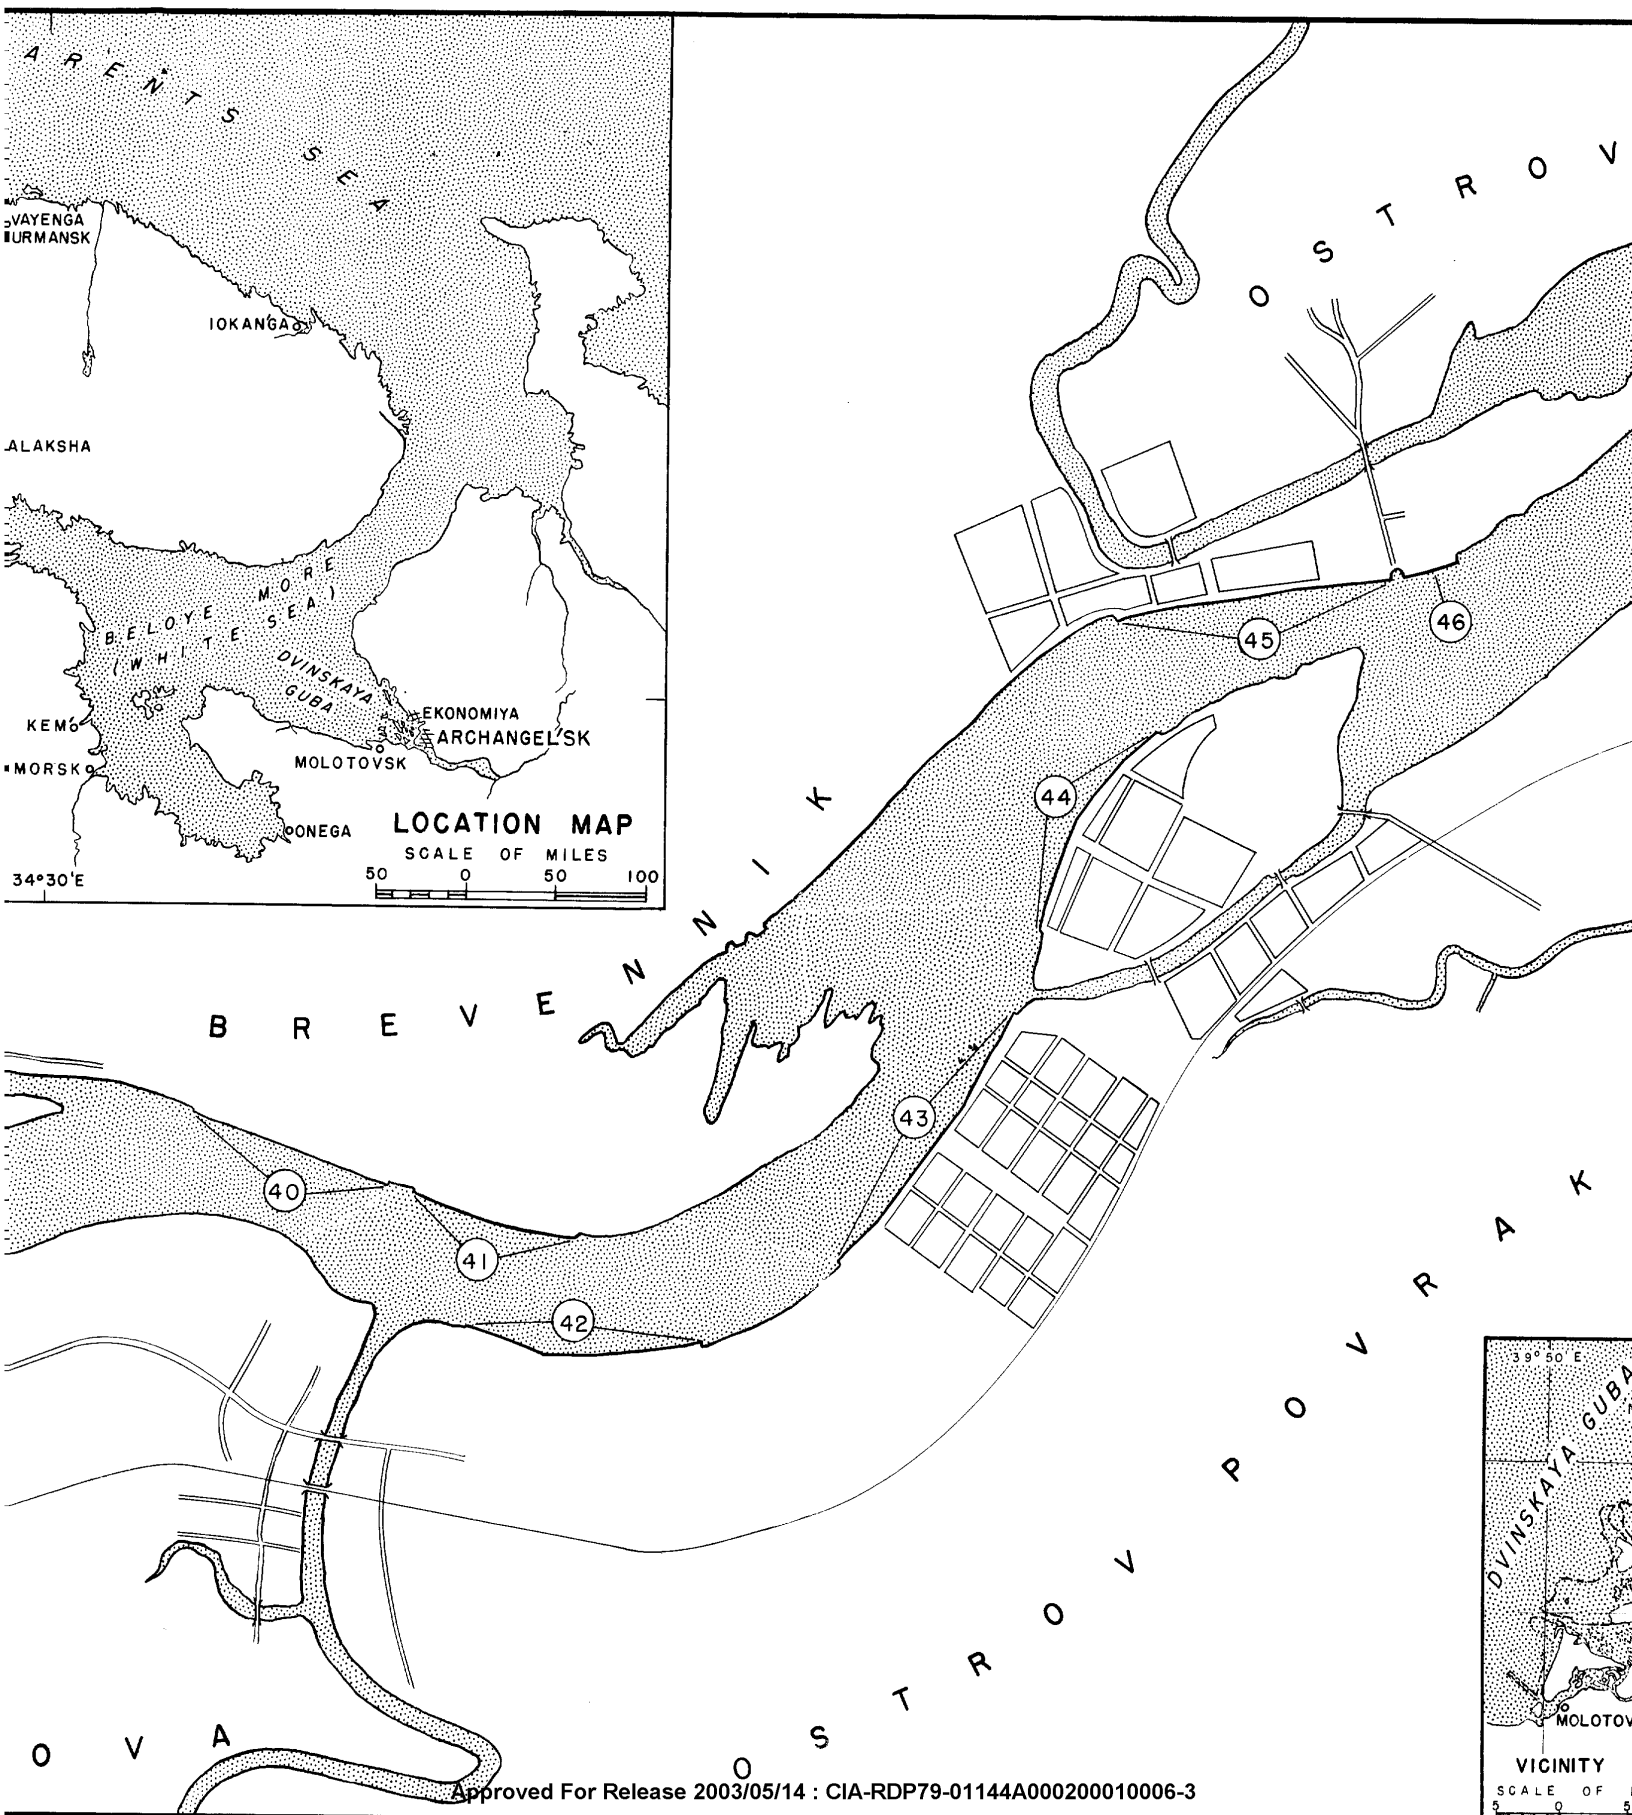 ARENTS SEA
VAYENGA
URMANSK
IOKANGA
ALAKSHA
BELOYE MORE
(WHITE SEA)
DVINSKAYA
GUBA
KEM
EKONOMIYA
ARCHANGEL'SK
MORSK
MOLOTOVSK
ONEGA
LOCATION MAP
SCALE OF MILES
50 0 50 100
34°30'E
OSTROV
46
45
44
BREVENNIK
43
40
41
42
OSTROV POVRAK
OVA
39°50'E
DVINSKAYA GUBA
MOLOTOV
VICINITY
SCALE OF
5 0 5
Approved For Release 2003/05/14 : CIA-RDP79-01144A000200010006-3